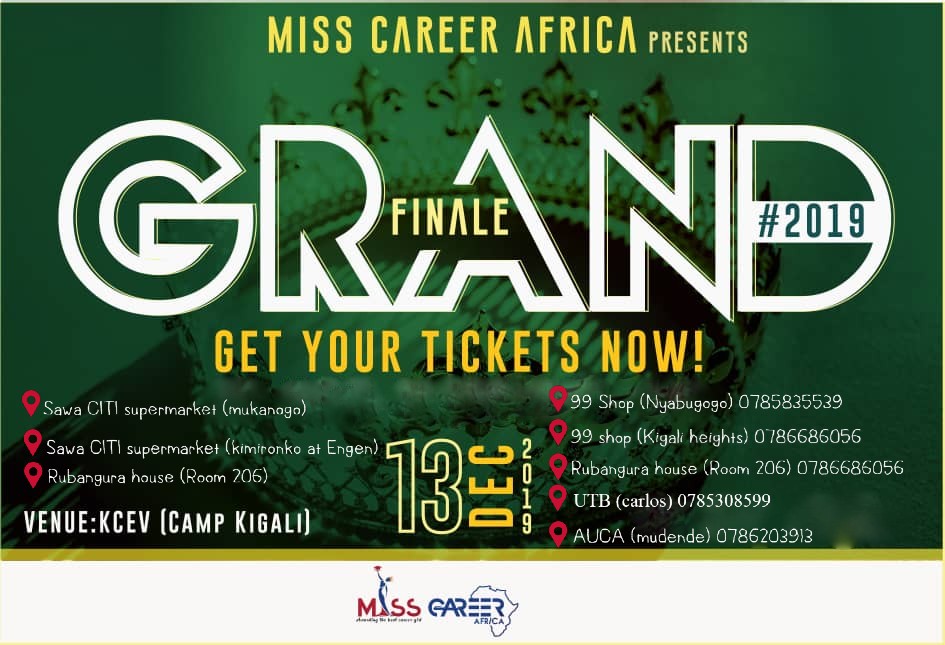 MISS CAREER AFRICA PRESENTS
GRAND
FINALE
#2019
GET YOUR TICKETS NOW!
Sawa CITI supermarket (mukanogo)
Sawa CITI supermarket (kimironko at Engen)
Rubangura house (Room 206)
VENUE:KCEV (CAMP KIGALI)
13 DEC 2019
99 Shop (Nyabugogo) 0785835539
99 shop (Kigali heights) 0786686056
Rubangura house (Room 206) 0786686056
UTB (carlos) 0785308599
AUCA (mudende) 0786203913
MISS CAREER
AFRICA